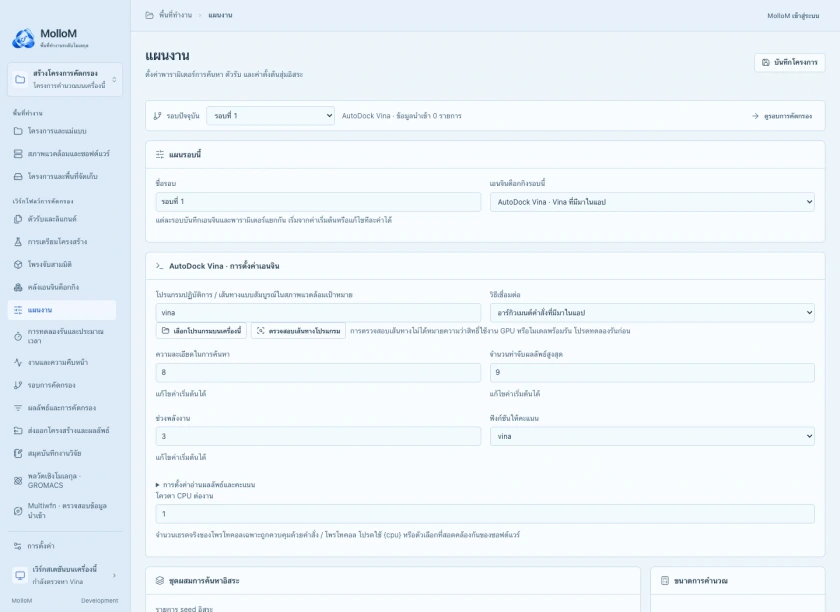 MolloM
พื้นที่ทำงานระดับโมเลกุล
สร้างโครงการคัดกรอง
โครงการคำนวณบนเครื่องนี้
พื้นที่ทำงาน
โครงการและแม่แบบ
สภาพแวดล้อมและซอฟต์แวร์
โครงการและพื้นที่จัดเก็บ
เวิร์กโฟลว์การคัดกรอง
ตัวรับและลิแกนด์
การเตรียมโครงสร้าง
โพรงจับสามมิติ
คลังเอนจินด็อกกิง
แผนงาน
การทดลองรันและประมาณ
เวลา
งานและความคืบหน้า
รอบการคัดกรอง
ผลลัพธ์และการคัดกรอง
ส่งออกโครงสร้างและผลลัพธ์
สมุดบันทึกงานวิจัย
พลวัตเชิงโมเลกุล ·
GROMACS
Multiwfn · ตรวจสอบข้อมูล
นำเข้า
การตั้งค่า
เวิร์กสเตชันบนเครื่องนี้
กำลังตรวจหา Vina
MolloM
Development
พื้นที่ทำงาน
แผนงาน
MolloM เข้าสู่ระบบ
แผนงาน
ตั้งค่าพารามิเตอร์การค้นหา ตัวรับ และค่าตั้งต้นสุ่มอิสระ
บันทึกโครงการ
รอบปัจจุบัน
รอบที่ 1
AutoDock Vina · ข้อมูลนำเข้า 0 รายการ
ดูรอบการคัดกรอง
แผนรอบนี้
ชื่อรอบ
เอนจินด็อกกิงรอบนี้
รอบที่ 1
AutoDock Vina · Vina ที่มีมาในแอป
แต่ละรอบบันทึกเอนจินและพารามิเตอร์แยกกัน เริ่มจากค่าเริ่มต้นหรือแก้ไขทีละค่าได้
AutoDock Vina · การตั้งค่าเอนจิน
โปรแกรมปฏิบัติการ / เส้นทางแบบสัมบูรณ์ในสภาพแวดล้อมเป้าหมาย
วิธีเชื่อมต่อ
vina
อาร์กิวเมนต์คำสั่งที่มีมาในแอป
เลือกโปรแกรมบนเครื่องนี้
ตรวจสอบเส้นทางโปรแกรม
การตรวจสอบเส้นทางไม่ได้หมายความว่าสิทธิ์ใช้งาน GPU หรือโมเดลพร้อมรัน โปรดทดลองรันก่อน
ความละเอียดในการค้นหา
จำนวนท่าจับผลลัพธ์สูงสุด
8
9
แก้ไขค่าเริ่มต้นได้
แก้ไขค่าเริ่มต้นได้
ช่วงพลังงาน
ฟังก์ชันให้คะแนน
3
vina
แก้ไขค่าเริ่มต้นได้
การตั้งค่าอ่านผลลัพธ์และคะแนน
โควตา CPU ต่องาน
1
จำนวนเธรดจริงของโพรโทคอลเฉพาะถูกควบคุมด้วยคำสั่ง / โพรโทคอล โปรดใช้ {cpu} หรือตัวเลือกที่สอดคล้องกันของซอฟต์แวร์
ชุดผสมการค้นหาอิสระ
ขนาดการคำนวณ
รายการ seed อิสระ